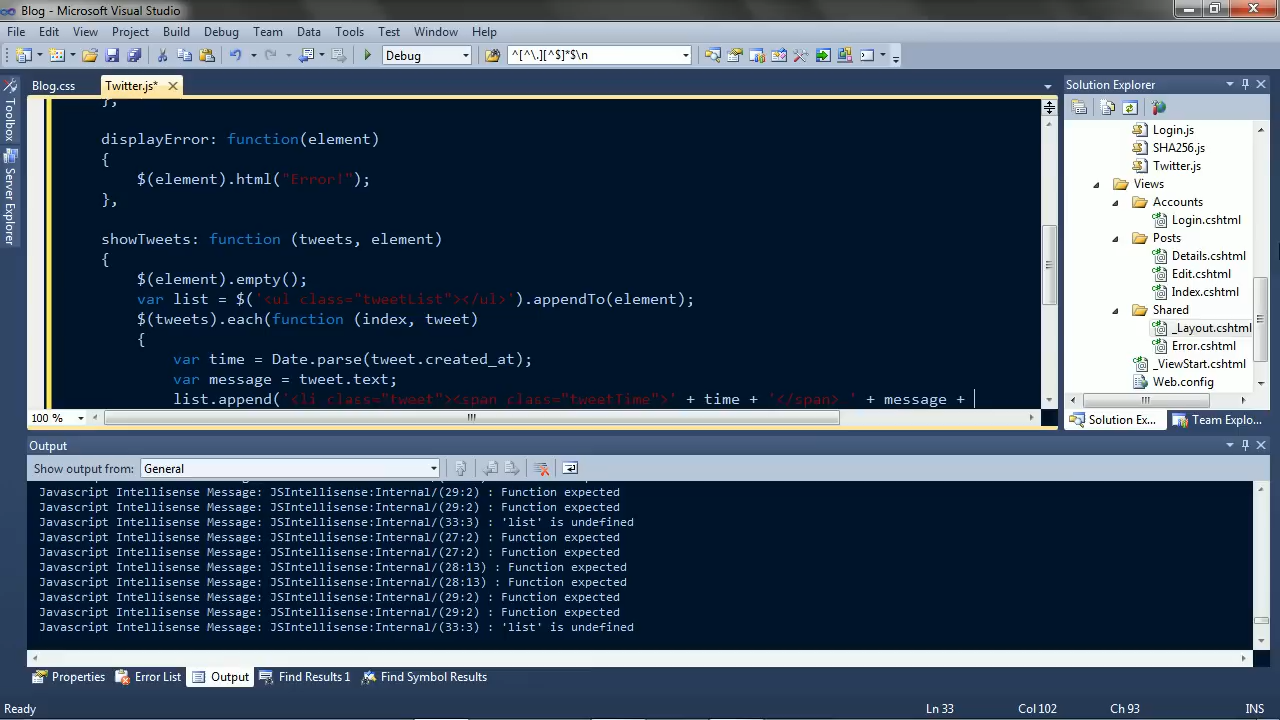 Blog - Microsoft Visual Studio
File Edit View Project Build Debug Team Data Tools Test Window Help
Debug ^[^\.][^$]*$\n
Blog.css Twitter.js*
},
displayError: function(element)
{
$(element).html("Error!");
},
showTweets: function (tweets, element)
{
$(element).empty();
var list = $('<ul class="tweetList"></ul>').appendTo(element);
$(tweets).each(function (index, tweet)
{
var time = Date.parse(tweet.created_at);
var message = tweet.text;
list.append('<li class="tweet"><span class="tweetTime">' + time + '</span> ' + message +
100 %
Toolbox
Server Explorer
Solution Explorer
Login.js
SHA256.js
Twitter.js
Views
Accounts
Login.cshtml
Posts
Details.cshtml
Edit.cshtml
Index.cshtml
Shared
_Layout.cshtml
Error.cshtml
_ViewStart.cshtml
Web.config
Solution Ex... Team Explo...
Output
Show output from: General
Javascript Intellisense Message: JSIntellisense:Internal/(29:2) : Function expected
Javascript Intellisense Message: JSIntellisense:Internal/(29:2) : Function expected
Javascript Intellisense Message: JSIntellisense:Internal/(33:3) : 'list' is undefined
Javascript Intellisense Message: JSIntellisense:Internal/(27:2) : Function expected
Javascript Intellisense Message: JSIntellisense:Internal/(27:2) : Function expected
Javascript Intellisense Message: JSIntellisense:Internal/(28:13) : Function expected
Javascript Intellisense Message: JSIntellisense:Internal/(28:13) : Function expected
Javascript Intellisense Message: JSIntellisense:Internal/(29:2) : Function expected
Javascript Intellisense Message: JSIntellisense:Internal/(29:2) : Function expected
Javascript Intellisense Message: JSIntellisense:Internal/(33:3) : 'list' is undefined
Properties Error List Output Find Results 1 Find Symbol Results
Ready Ln 33 Col 102 Ch 93 INS